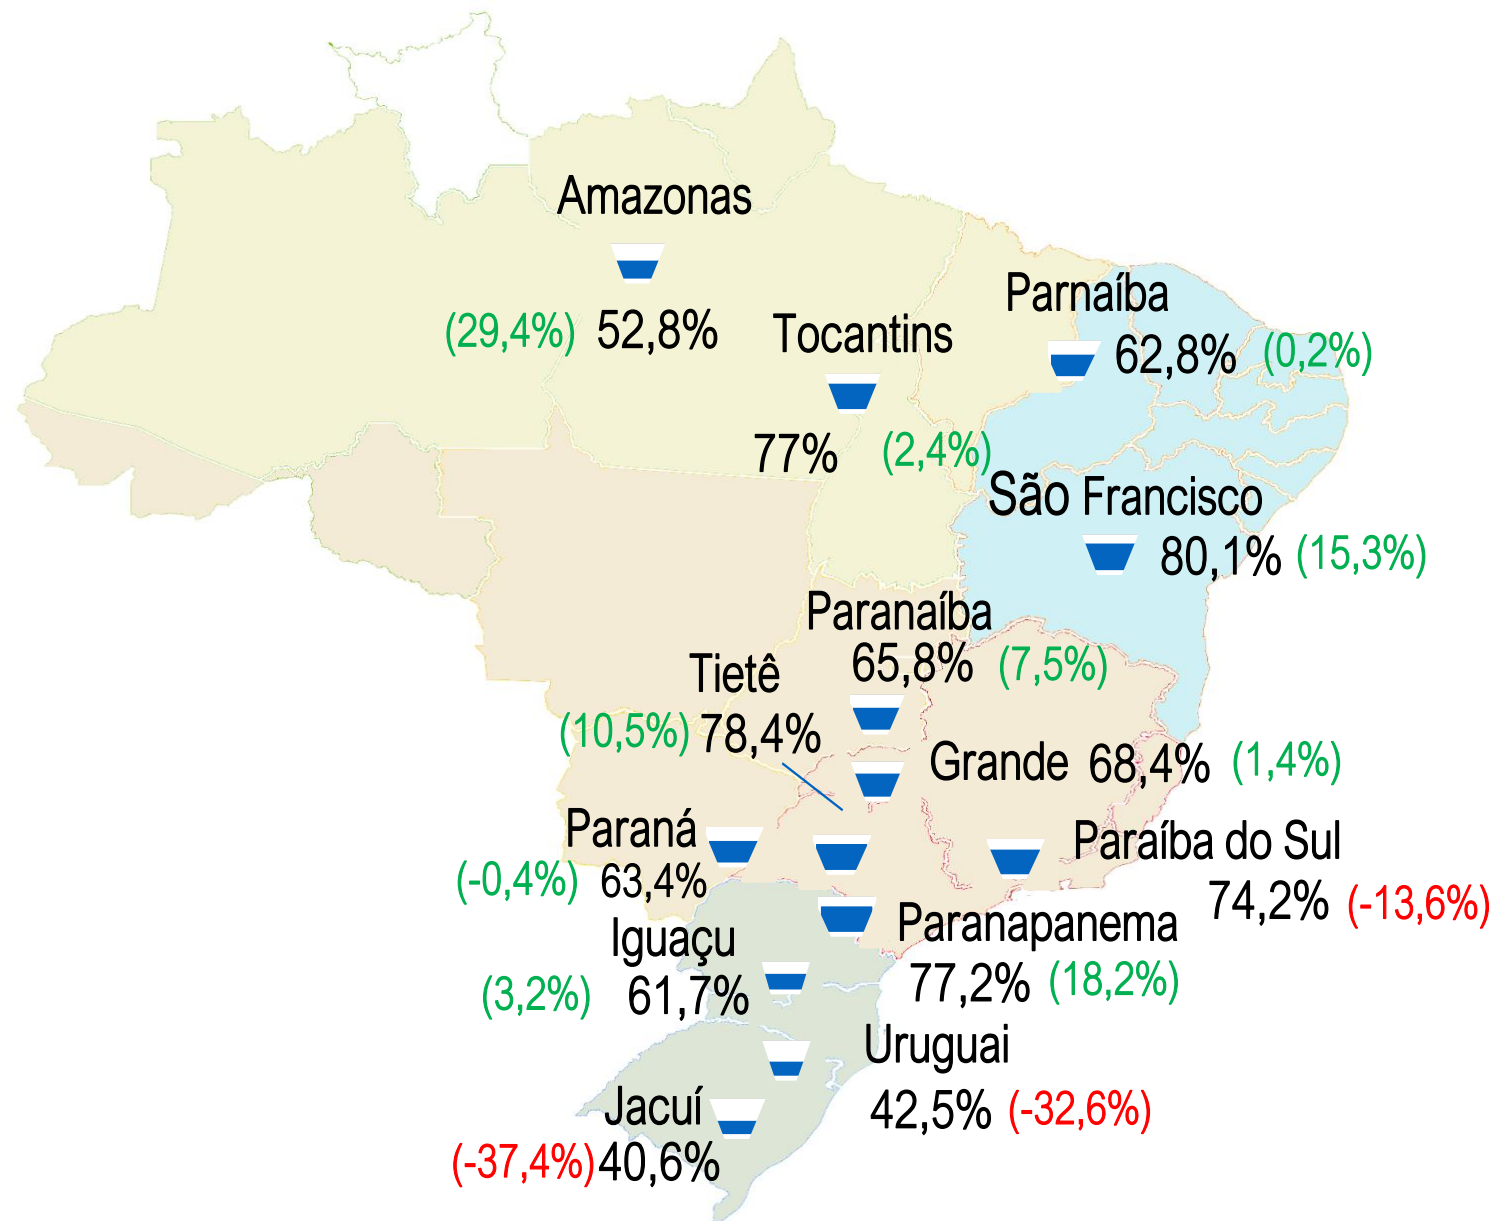 Amazonas
(29,4%) 52,8%
Tocantins
77% (2,4%)
Parnaíba
62,8% (0,2%)
São Francisco
80,1% (15,3%)
Paranaíba
65,8% (7,5%)
Tietê
(10,5%) 78,4%
Grande 68,4% (1,4%)
Paraná
(-0,4%) 63,4%
Paraíba do Sul
74,2% (-13,6%)
Iguaçu
(3,2%) 61,7%
Paranapanema
77,2% (18,2%)
Uruguai
42,5% (-32,6%)
Jacuí
(-37,4%) 40,6%